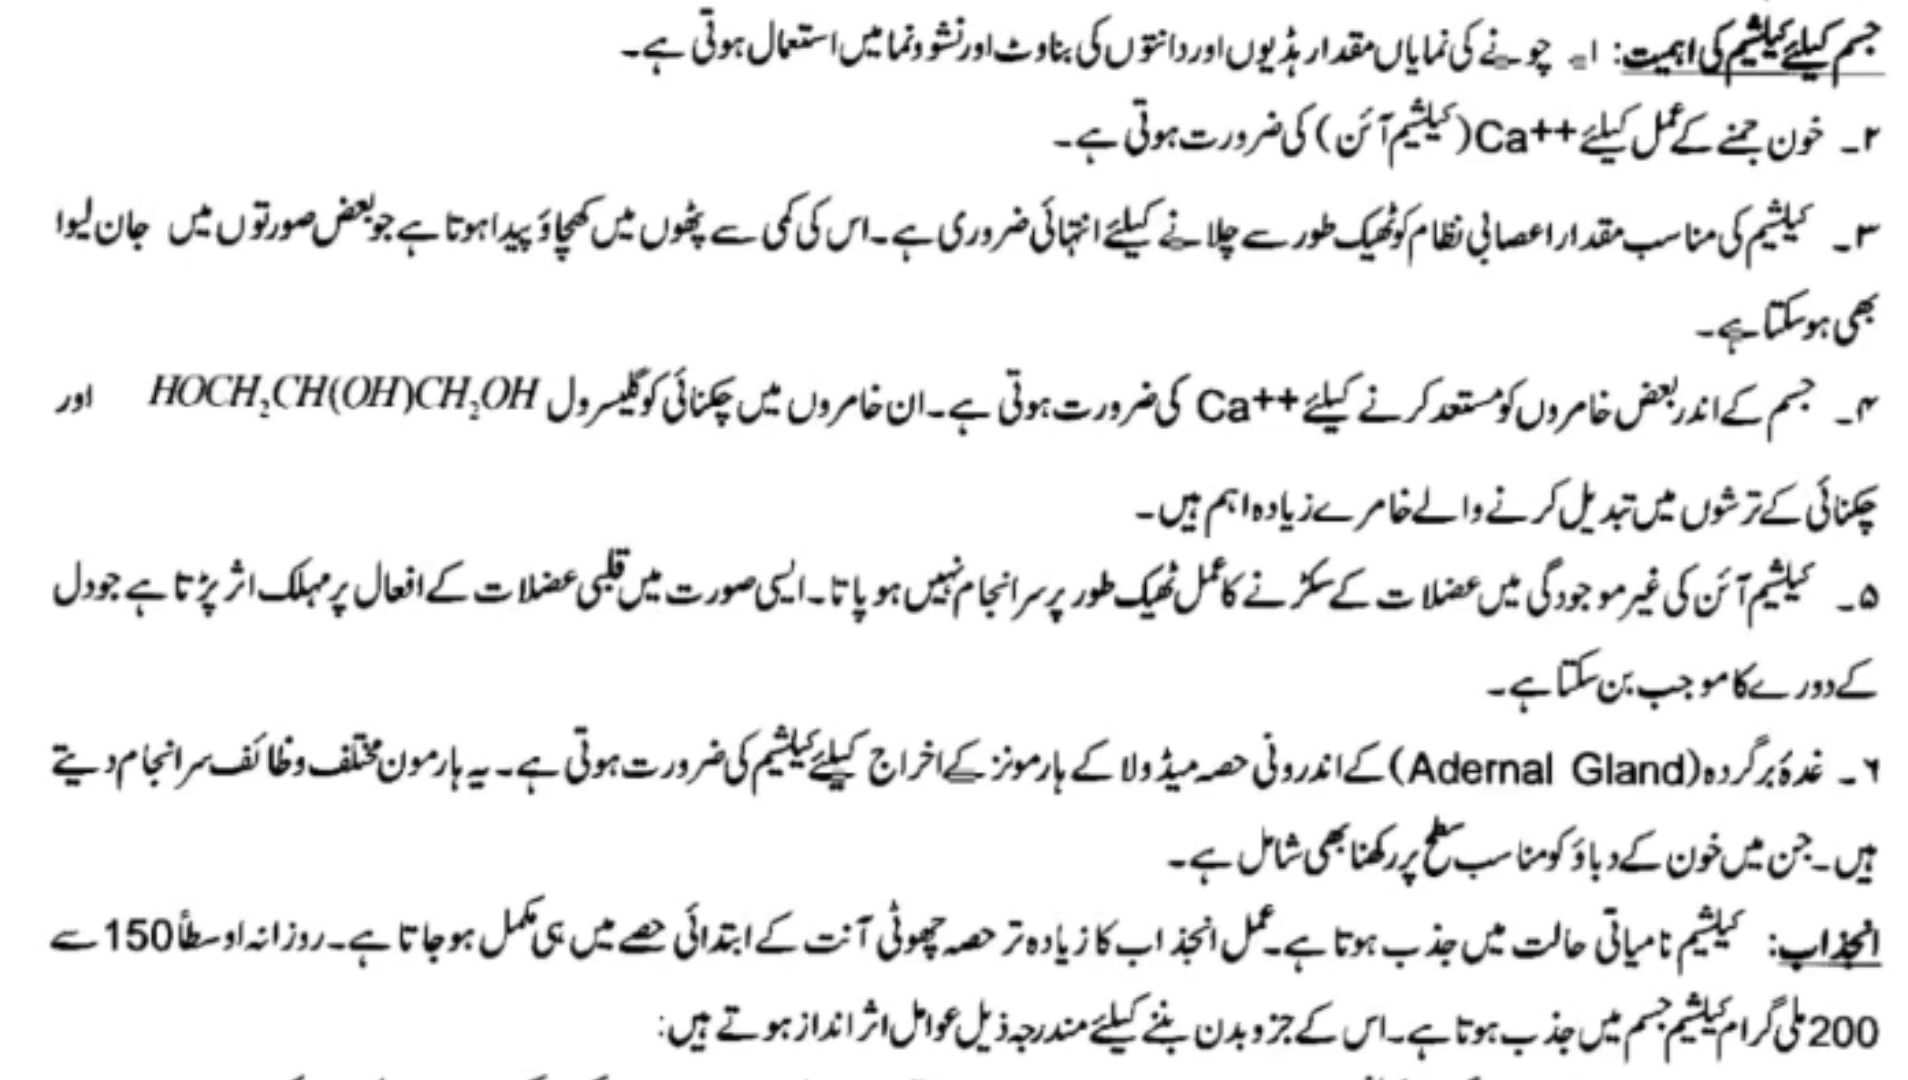 جسم کیلئے کیلشیم کی اہمیت: ا۔ چونے کی نمایاں مقدار ہڈیوں اور دانتوں کی بناوٹ اور نشوونما میں استعمال ہوتی ہے۔
۲۔ خون جمنے کے عمل کیلئے Ca++ (کیلشیم آئن) کی ضرورت ہوتی ہے۔
۳۔ کیلشیم کی مناسب مقدار اعصابی نظام کو ٹھیک طور سے چلانے کیلئے انتہائی ضروری ہے۔ اس کی کمی سے پٹھوں میں کھچاؤ پیدا ہوتا ہے جو بعض صورتوں میں جان لیوا
بھی ہو سکتا ہے۔
۴۔ جسم کے اندر بعض خامروں کو مستعد کرنے کیلئے Ca++ کی ضرورت ہوتی ہے۔ ان خامروں میں چکنائی کو گلیسرول HOCH₂CH(OH)CH₂OH اور
چکنائی کے ترشوں میں تبدیل کرنے والے خامرے زیادہ اہم ہیں۔
۵۔ کیلشیم آئن کی غیر موجودگی میں عضلات کے سکڑنے کا عمل ٹھیک طور پر سرانجام نہیں ہو پاتا۔ ایسی صورت میں قلبی عضلات کے افعال پر مہلک اثر پڑتا ہے جو دل
کے دورے کا موجب بن سکتا ہے۔
۶۔ غدۂ برگردہ (Adernal Gland) کے اندرونی حصہ میڈولا کے ہارمونز کے اخراج کیلئے کیلشیم کی ضرورت ہوتی ہے۔ یہ ہارمون مختلف وظائف سرانجام دیتے
ہیں۔ جن میں خون کے دباؤ کو مناسب سطح پر رکھنا بھی شامل ہے۔
انجذاب: کیلشیم نامیاتی حالت میں جذب ہوتا ہے۔ عمل انجذاب کا زیادہ تر حصہ چھوٹی آنت کے ابتدائی حصے میں ہی مکمل ہو جاتا ہے۔ روزانہ اوسطاً 150 سے
200 ملی گرام کیلشیم جسم میں جذب ہوتا ہے۔ اس کے جزو بدن بننے کیلئے مندرجہ ذیل عوامل اثر انداز ہوتے ہیں: